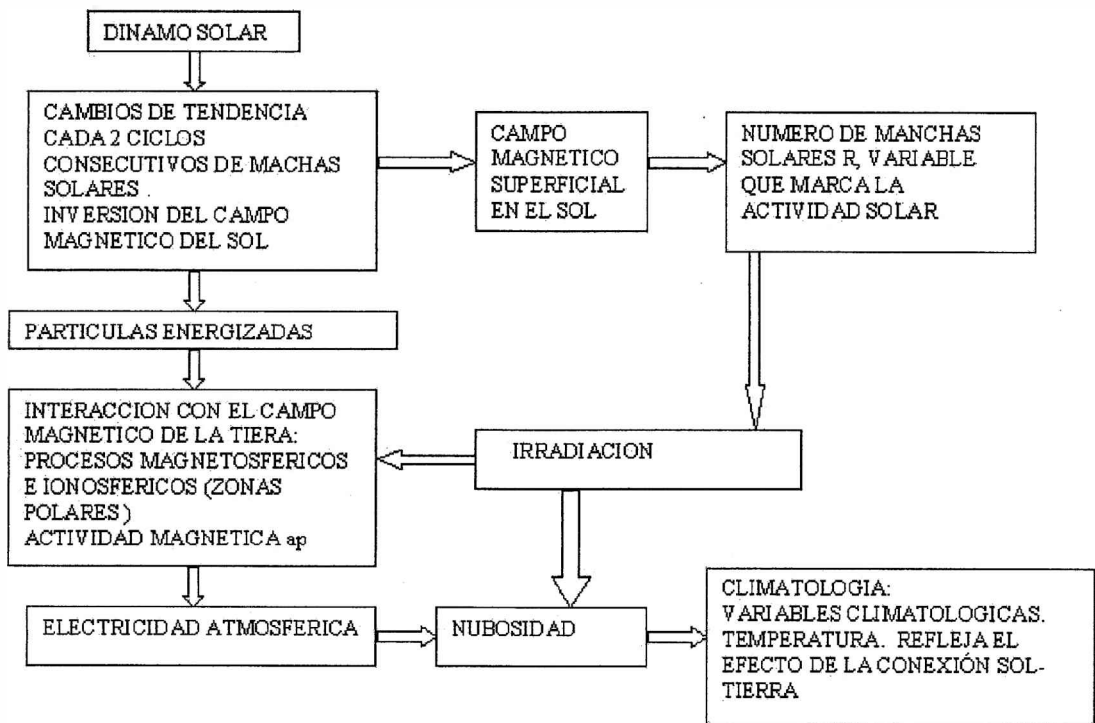 DINAMO SOLAR
CAMBIOS DE TENDENCIA
CADA 2 CICLOS
CONSECUTIVOS DE MACHAS
SOLARES .
INVERSION DEL CAMPO
MAGNETICO DEL SOL
CAMPO
MAGNETICO
SUPERFICIAL
EN EL SOL
NUMERO DE MANCHAS
SOLARES R, VARIABLE
QUE MARCA LA
ACTIVIDAD SOLAR
PARTICULAS ENERGIZADAS
INTERACCION CON EL CAMPO
MAGNETICO DE LA TIERA:
PROCESOS MAGNETOSFERICOS
E IONOSFERICOS (ZONAS
POLARES )
ACTIVIDAD MAGNETICA ap
IRRADIACION
ELECTRICIDAD ATMOSFERICA
NUBOSIDAD
CLIMATOLOGIA:
VARIABLES CLIMATOLOGICAS.
TEMPERATURA. REFLEJA EL
EFECTO DE LA CONEXIÓN SOL-
TIERRA